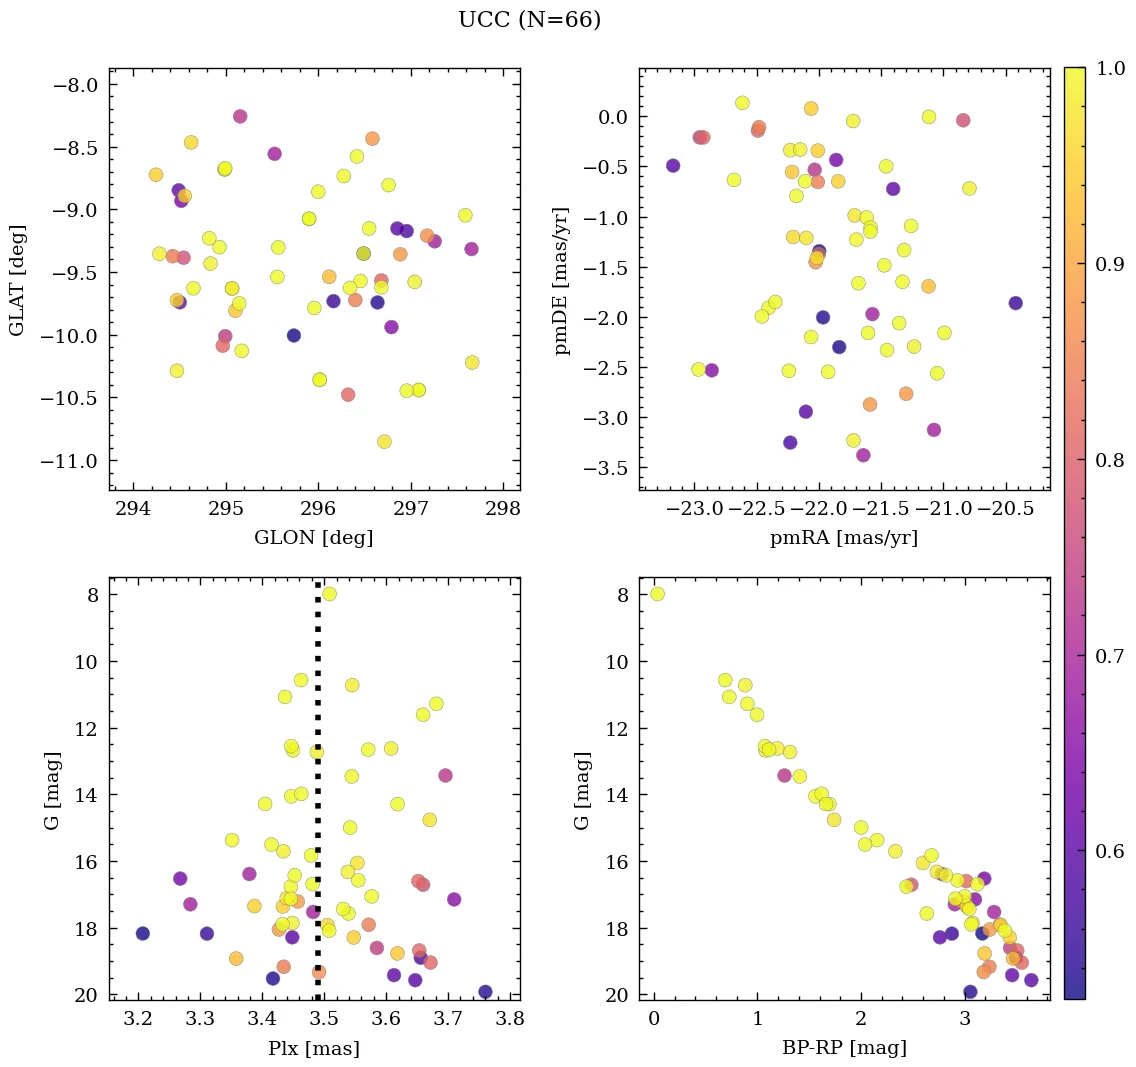 UCC (N=66)
−8.0
−8.5
−9.0
−9.5
−10.0
−10.5
−11.0
GLAT [deg]
294 295 296 297 298
GLON [deg]
0.0
−0.5
−1.0
−1.5
−2.0
−2.5
−3.0
−3.5
pmDE [mas/yr]
−23.0 −22.5 −22.0 −21.5 −21.0 −20.5
pmRA [mas/yr]
8
10
12
14
16
18
20
G [mag]
3.2 3.3 3.4 3.5 3.6 3.7 3.8
Plx [mas]
8
10
12
14
16
18
20
G [mag]
0 1 2 3
BP-RP [mag]
1.0
0.9
0.8
0.7
0.6